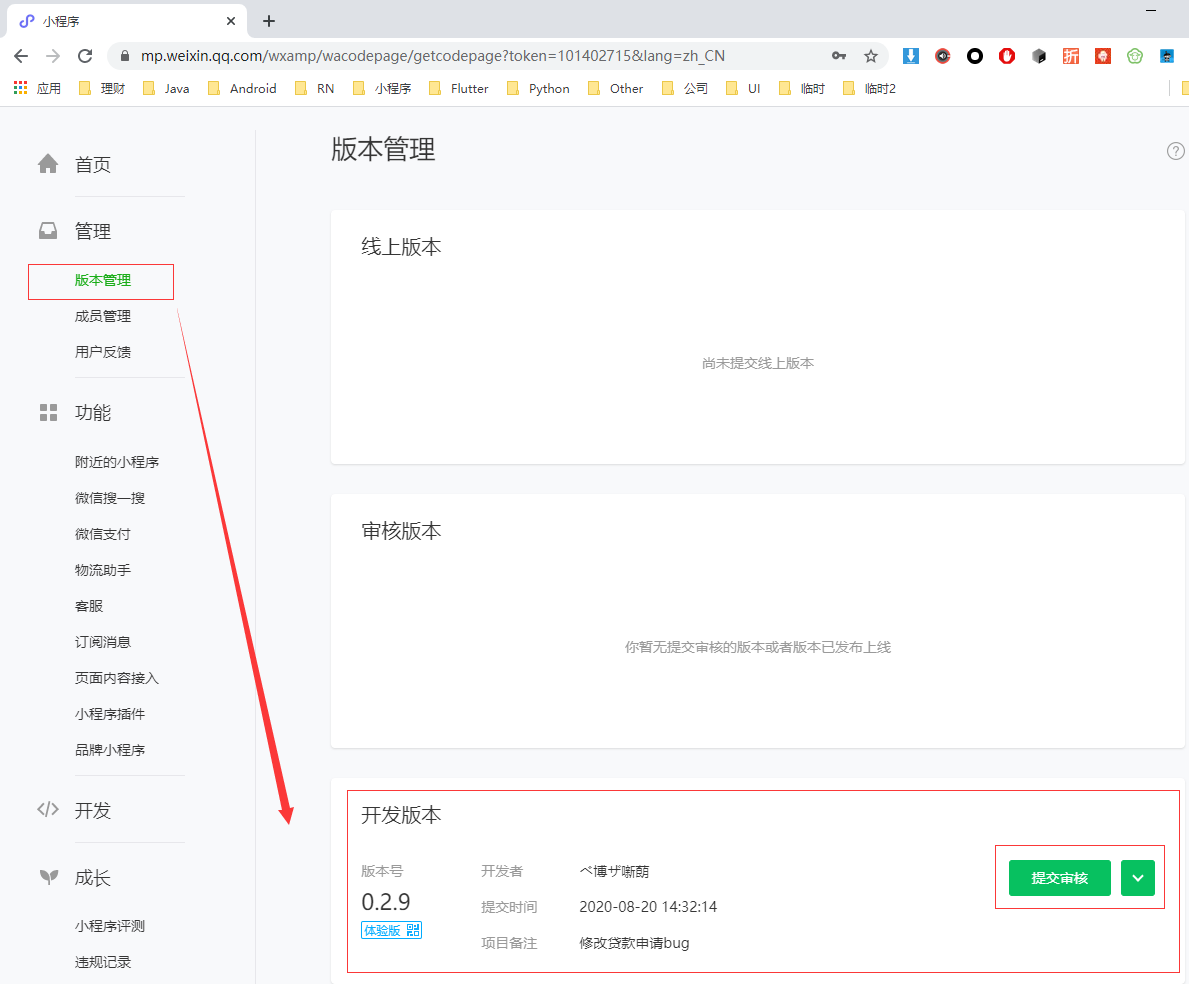 小程序
mp.weixin.qq.com/wxamp/wacodepage/getcodepage?token=101402715&lang=zh_CN
折
应用 理财 Java Android RN 小程序 Flutter Python Other 公司 UI 临时 临时2
首页
管理
版本管理
成员管理
用户反馈
功能
附近的小程序
微信搜一搜
微信支付
物流助手
客服
订阅消息
页面内容接入
小程序插件
品牌小程序
开发
成长
小程序评测
违规记录
版本管理
线上版本
尚未提交线上版本
审核版本
你暂无提交审核的版本或者版本已发布上线
开发版本
版本号
0.2.9
体验版
开发者 ペ博ザ嘶蓢
提交时间 2020-08-20 14:32:14
项目备注 修改贷款申请bug
提交审核